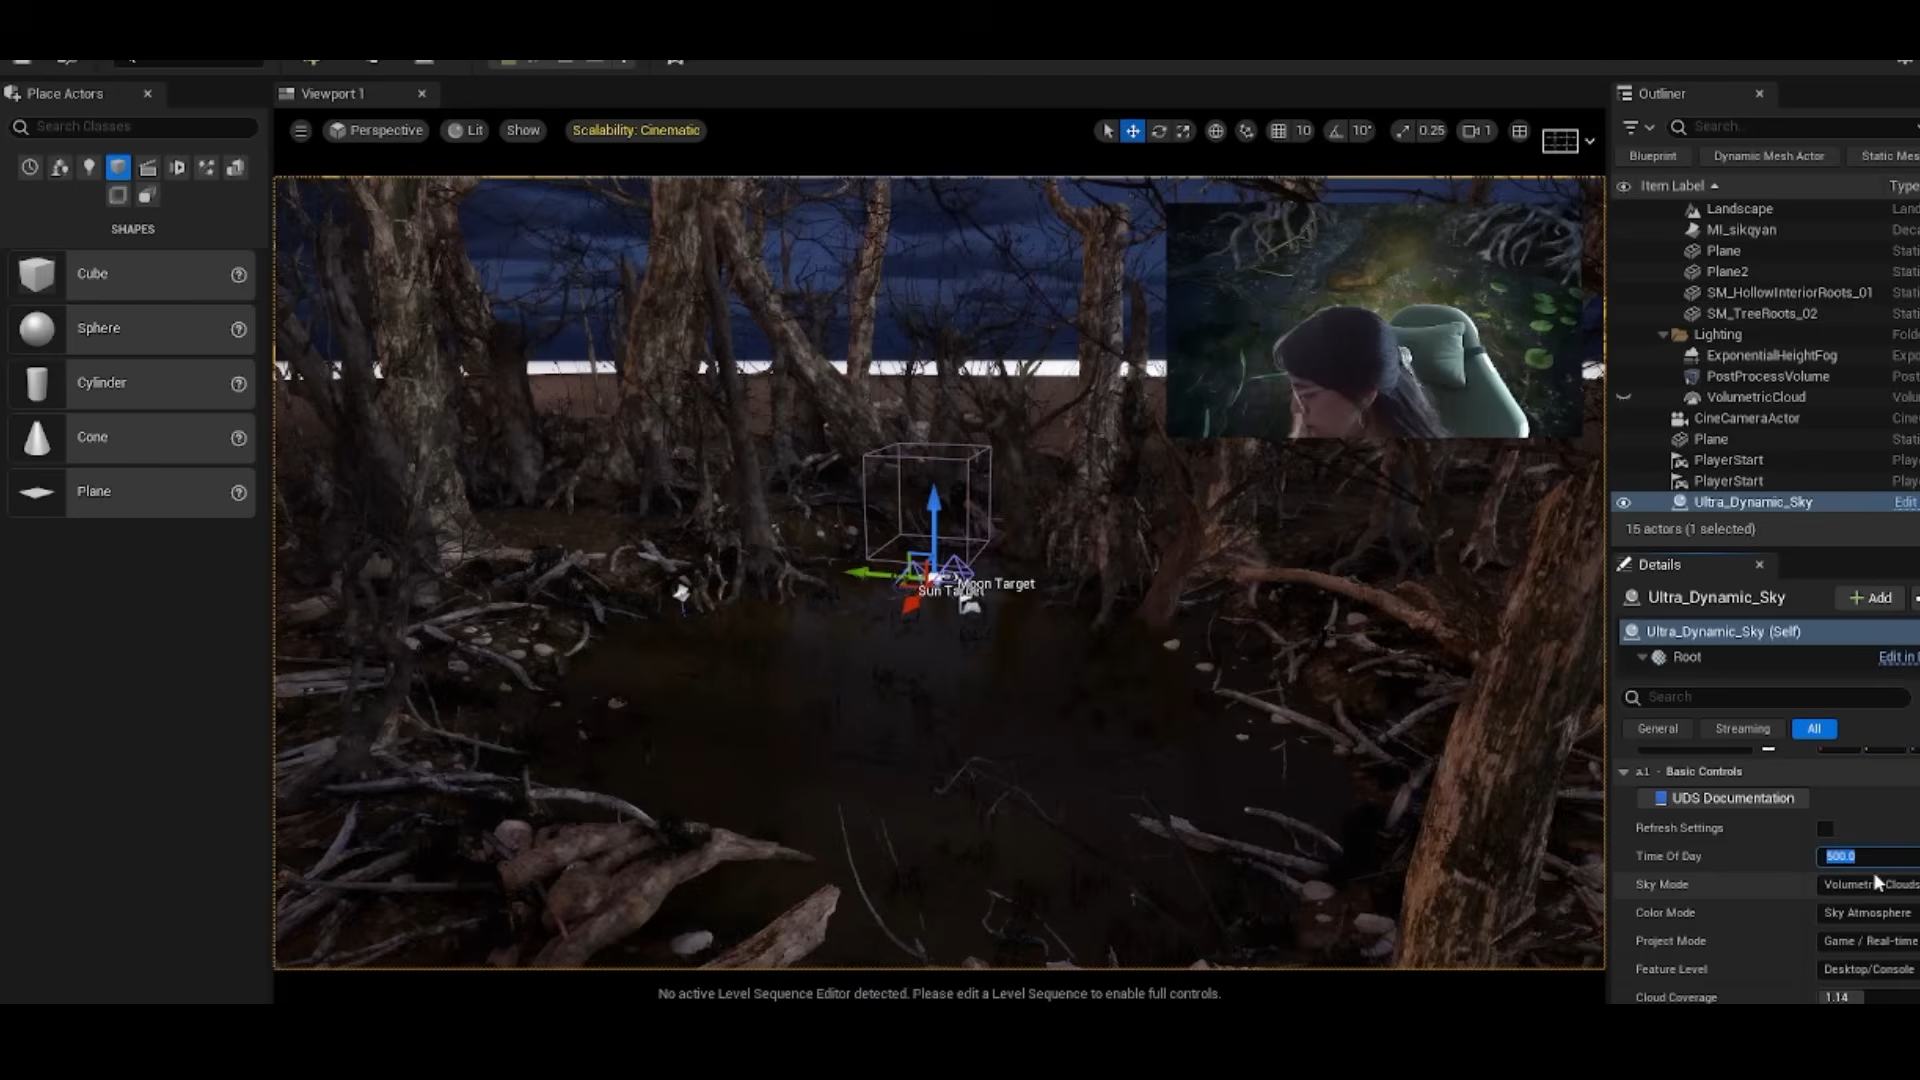 Place Actors
Search Classes
SHAPES
Cube
Sphere
Cylinder
Cone
Plane
Viewport 1
Perspective
Lit
Show
Scalability: Cinematic
10
10°
0.25
1
Moon Target
Sun Target
No active Level Sequence Editor detected. Please edit a Level Sequence to enable full controls.
Outliner
Search...
Blueprint
Dynamic Mesh Actor
Static Mes
Item Label
Type
Landscape
Land
MI_sikqyan
Deca
Plane
Stati
Plane2
Stati
SM_HollowInteriorRoots_01
Stati
SM_TreeRoots_02
Stati
Lighting
Folde
ExponentialHeightFog
Expo
PostProcessVolume
Post
VolumetricCloud
Volu
CineCameraActor
Cine
Plane
Stati
PlayerStart
Playe
PlayerStart
Playe
Ultra_Dynamic_Sky
Edit
15 actors (1 selected)
Details
Ultra_Dynamic_Sky
Add
Ultra_Dynamic_Sky (Self)
Root
Edit in
Search
General
Streaming
All
Basic Controls
UDS Documentation
Refresh Settings
Time Of Day
500.0
Sky Mode
Volumetri Clouds
Color Mode
Sky Atmosphere
Project Mode
Game / Real-time
Feature Level
Desktop/Console
Cloud Coverage
1.14